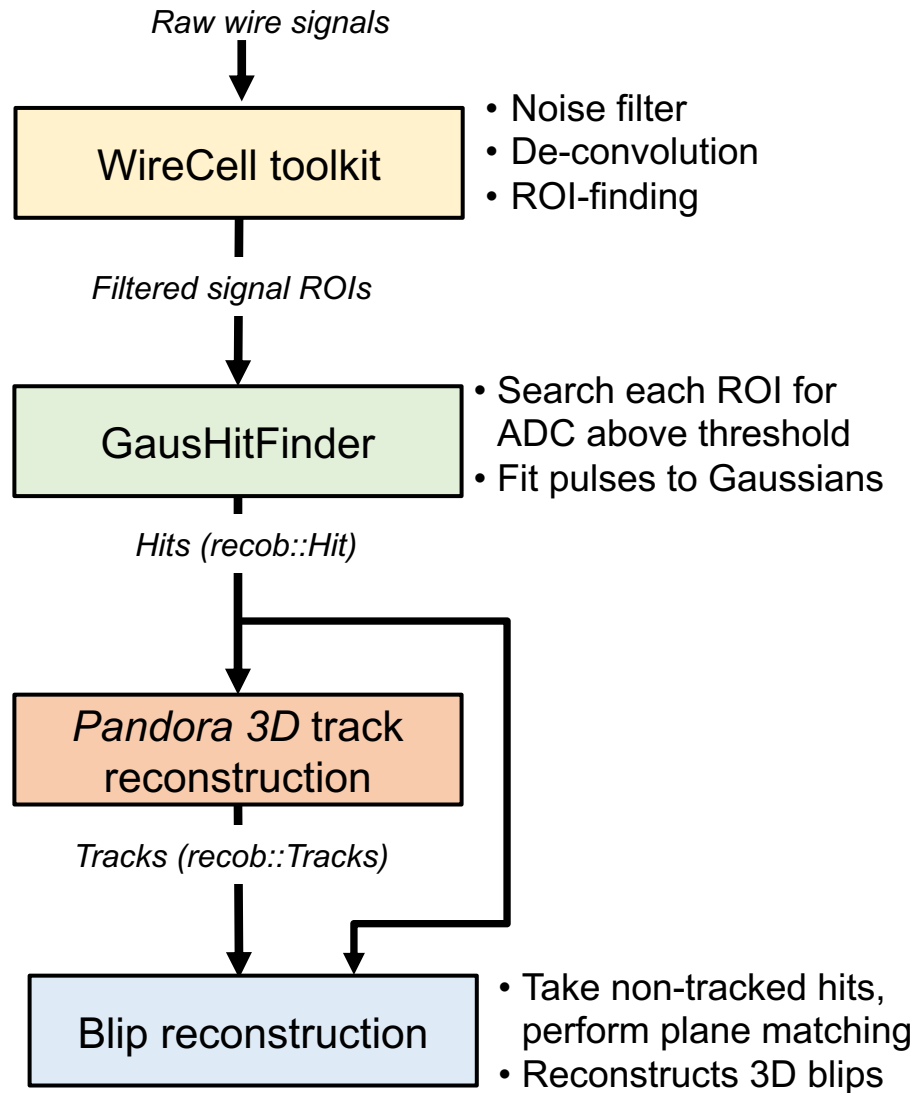 Raw wire signals
WireCell toolkit
• Noise filter
• De-convolution
• ROI-finding
Filtered signal ROIs
GausHitFinder
• Search each ROI for
ADC above threshold
• Fit pulses to Gaussians
Hits (recob::Hit)
Pandora 3D track
reconstruction
Tracks (recob::Tracks)
Blip reconstruction
• Take non-tracked hits,
perform plane matching
• Reconstructs 3D blips